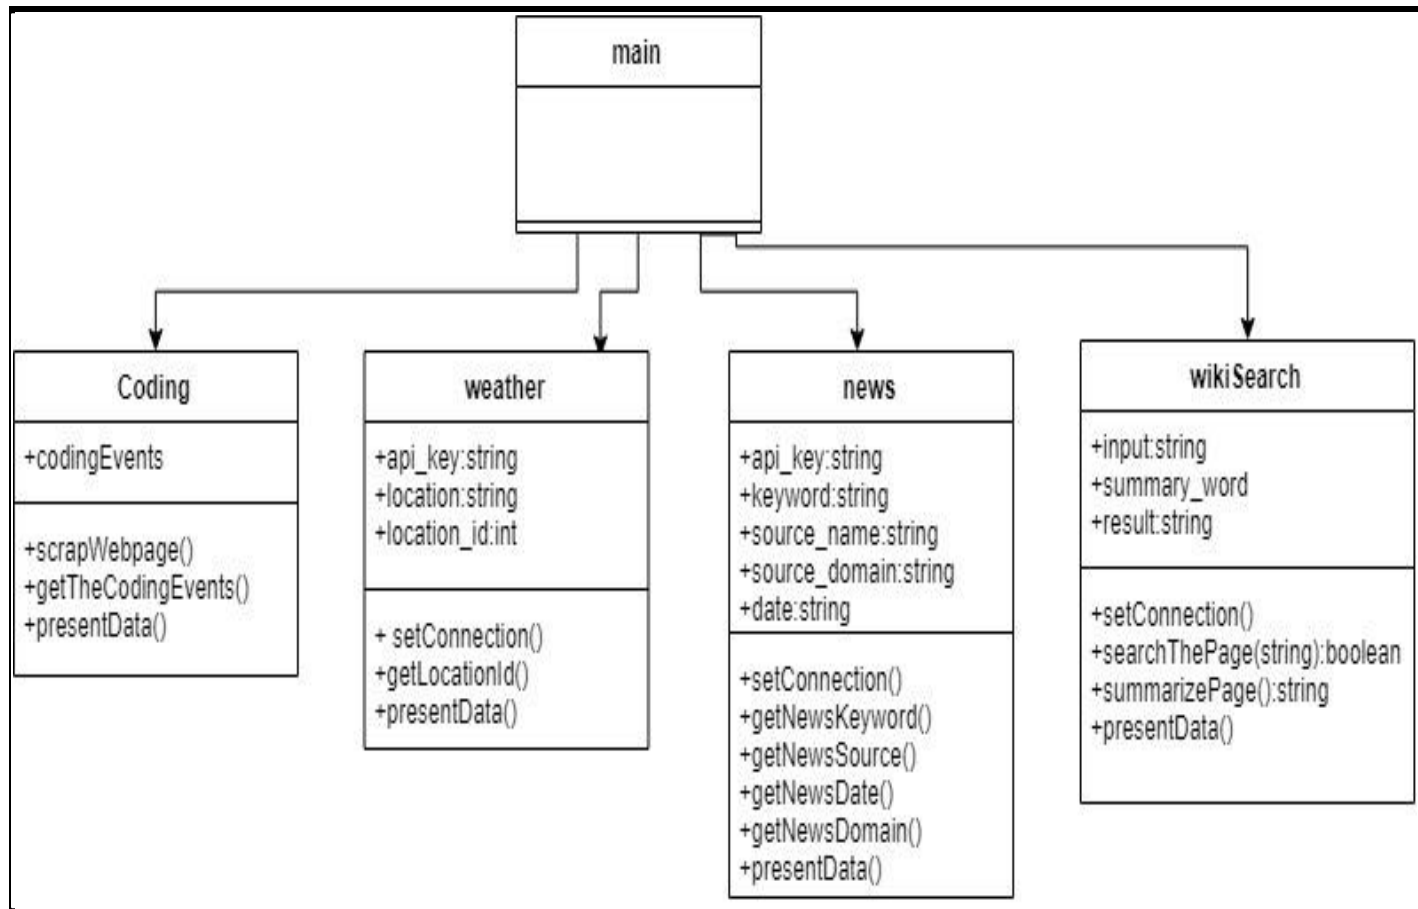 main
Coding
+codingEvents
+scrapWebpage()
+getTheCodingEvents()
+presentData()
weather
+api_key:string
+location:string
+location_id:int
+ setConnection()
+getLocationId()
+presentData()
news
+api_key:string
+keyword:string
+source_name:string
+source_domain:string
+date:string
+setConnection()
+getNewsKeyword()
+getNewsSource()
+getNewsDate()
+getNewsDomain()
+presentData()
wikiSearch
+input:string
+summary_word
+result:string
+setConnection()
+searchThePage(string):boolean
+summarizePage():string
+presentData()